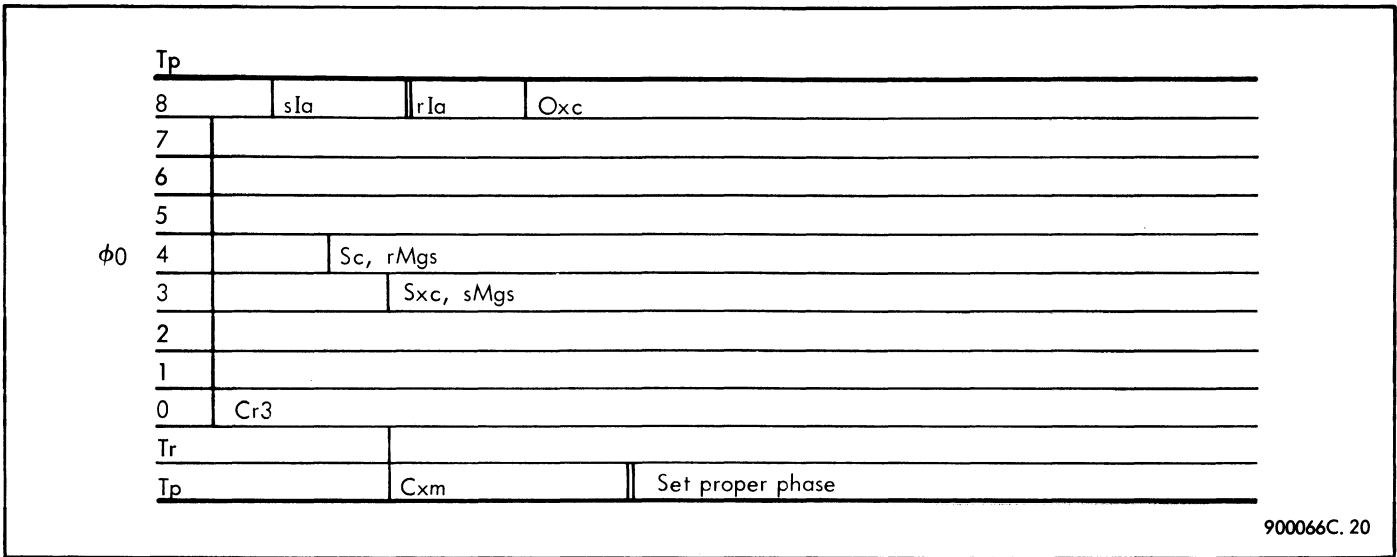 Tp
8 sIa rIa Oxc
7
6
5
ϕ0 4 Sc, rMgs
3 Sxc, sMgs
2
1
0 Cr3
Tr
Tp Cxm Set proper phase
900066C. 20